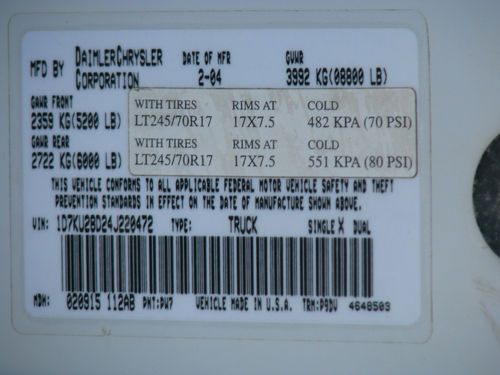 MFD BY DAIMLERCHRYSLER CORPORATION DATE OF MFR 2-04 GVWR 3992 KG(08800 LB)
GAWR FRONT WITH TIRES RIMS AT COLD
2359 KG(5200 LB) LT245/70R17 17X7.5 482 KPA (70 PSI)
GAWR REAR WITH TIRES RIMS AT COLD
2722 KG(6000 LB) LT245/70R17 17X7.5 551 KPA (80 PSI)
THIS VEHICLE CONFORMS TO ALL APPLICABLE FEDERAL MOTOR VEHICLE SAFETY AND THEFT
PREVENTION STANDARDS IN EFFECT ON THE DATE OF MANUFACTURE SHOWN ABOVE.
VIN: 1D7KU28D24J220472 TYPE: TRUCK SINGLE X DUAL
MDH: 020915 112AB PNT:PW7 VEHICLE MADE IN U.S.A. TRM:P9DV 4648503